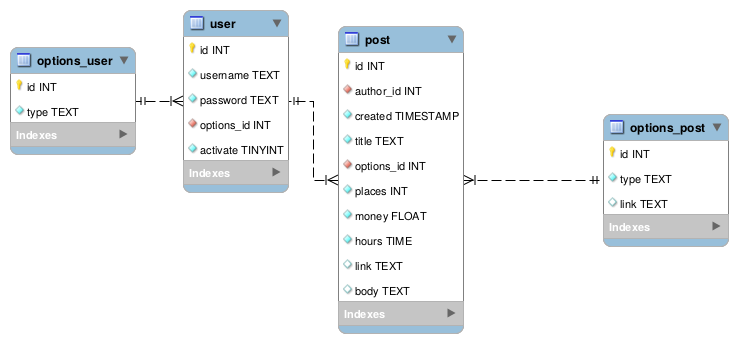 options_user
id INT
type TEXT
Indexes
user
id INT
username TEXT
password TEXT
options_id INT
activate TINYINT
Indexes
post
id INT
author_id INT
created TIMESTAMP
title TEXT
options_id INT
places INT
money FLOAT
hours TIME
link TEXT
body TEXT
Indexes
options_post
id INT
type TEXT
link TEXT
Indexes